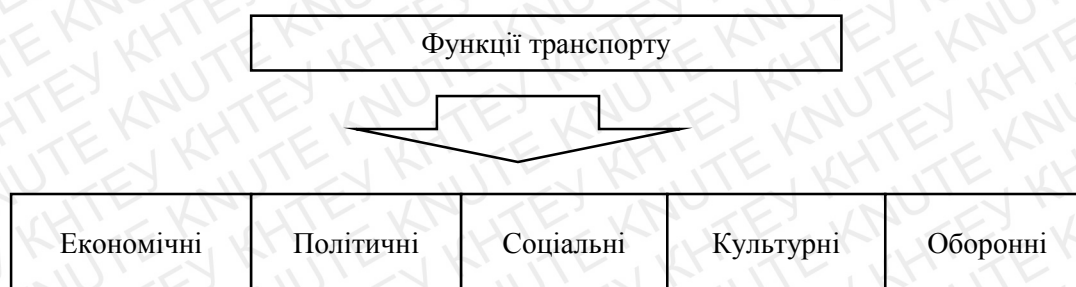 Функції транспорту
Економічні
Політичні
Соціальні
Культурні
Оборонні